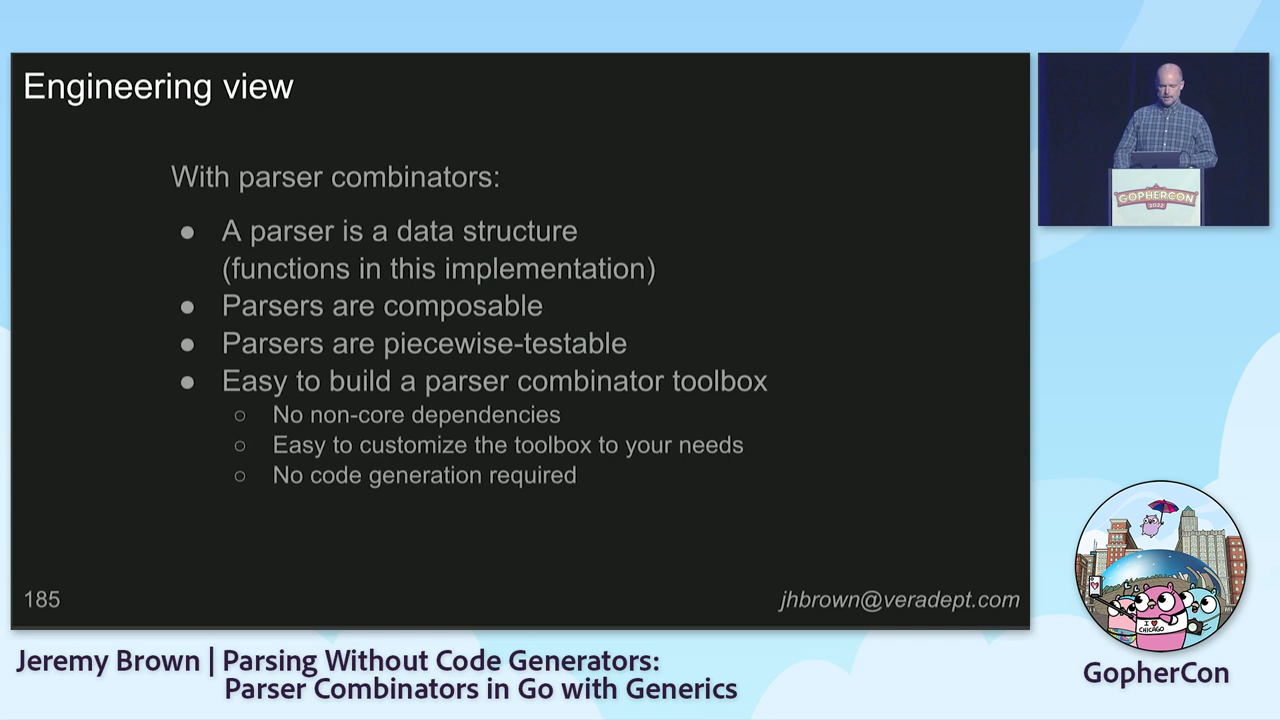 Engineering view
With parser combinators:
● A parser is a data structure
(functions in this implementation)
● Parsers are composable
● Parsers are piecewise-testable
● Easy to build a parser combinator toolbox
○ No non-core dependencies
○ Easy to customize the toolbox to your needs
○ No code generation required
185
jhbrown@veradept.com
GOPHERCON
2022
I ♥
CHICAGO
GopherCon
Jeremy Brown | Parsing Without Code Generators:
Parser Combinators in Go with Generics